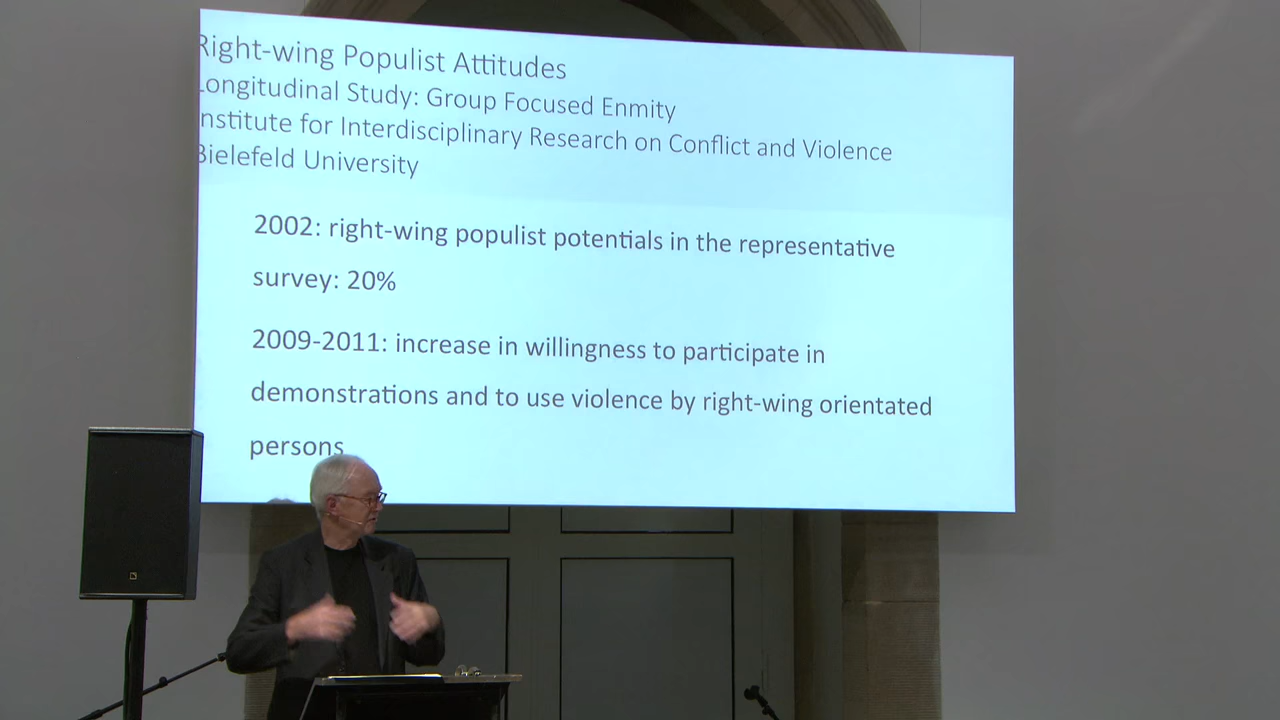 Right-wing Populist Attitudes
Longitudinal Study: Group Focused Enmity
Institute for Interdisciplinary Research on Conflict and Violence
Bielefeld University
2002: right-wing populist potentials in the representative
survey: 20%
2009-2011: increase in willingness to participate in
demonstrations and to use violence by right-wing orientated
persons